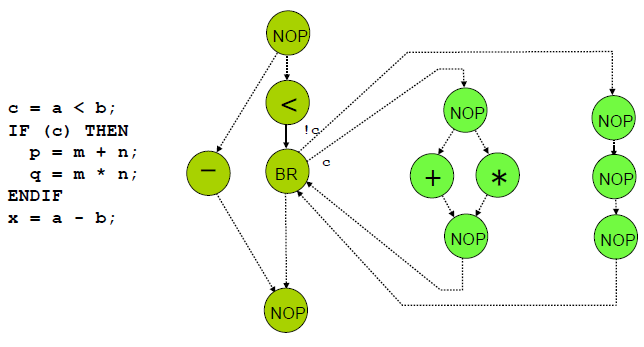 c = a < b;
IF (c) THEN
p = m + n;
q = m * n;
ENDIF
x = a - b;
NOP
<
!c
c
−
BR
NOP
NOP
+
*
NOP
NOP
NOP
NOP